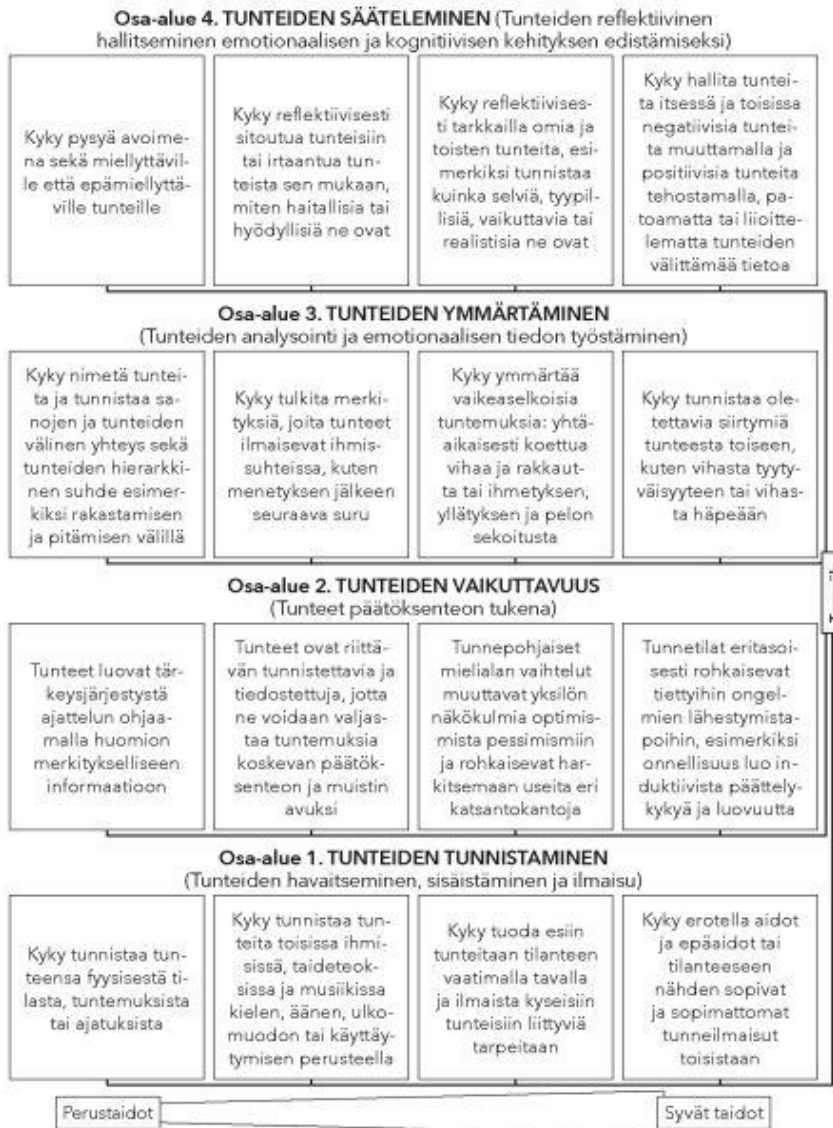 Osa-alue 4. TUNTEIDEN SÄÄTELEMINEN (Tunteiden reflektiivinen
hallitseminen emotionaalisen ja kognitiivisen kehityksen edistämiseksi)
Kyky pysyä avoime-
na sekä miellyttävil-
le että epämiellyttä-
ville tunteille
Kyky reflektiivisesti
sitoutua tunteisiin
tai irtaantua tun-
teista sen mukaan,
miten haitallisia tai
hyödyllisiä ne ovat
Kyky reflektiivises-
ti tarkkailla omia ja
toisten tunteita, esi-
merkiksi tunnistaa
kuinka selviä, tyypil-
lisiä, vaikuttavia tai
realistisia ne ovat
Kyky hallita tuntei-
ta itsessä ja toisissa
negatiivisia tuntei-
ta muuttamalla ja
positiivisia tunteita
tehostamalla, pa-
toamatta tai liioitte-
lematta tunteiden
välittämää tietoa
Osa-alue 3. TUNTEIDEN YMMÄRTÄMINEN
(Tunteiden analysointi ja emotionaalisen tiedon työstäminen)
Kyky nimetä tuntei-
ta ja tunnistaa sa-
nojen ja tunteiden
välinen yhteys sekä
tunteiden hierarkki-
nen suhde esimer-
kiksi rakastamisen
ja pitämisen välillä
Kyky tulkita merki-
tyksiä, joita tunteet
ilmaisevat ihmis-
suhteissa, kuten
menetyksen jälkeen
seuraava suru
Kyky ymmärtää
vaikeaselkoisia
tuntemuksia: yhtä-
aikaisesti koettua
vihaa ja rakkaut-
ta tai ihmetyksen,
yllätyksen ja pelon
sekoitusta
Kyky tunnistaa ole-
tettavia siirtymiä
tunteesta toiseen,
kuten vihasta tyyty-
väisyyteen tai vihas-
ta häpeään
Osa-alue 2. TUNTEIDEN VAIKUTTAVUUS
(Tunteet päätöksenteon tukena)
Tunteet luovat tär-
keysjärjestystä
ajattelun ohjaa-
malla huomion
merkitykselliseen
informaatioon
Tunteet ovat riittä-
vän tunnistettavia ja
tiedostettuja, jotta
ne voidaan valjas-
taa tuntemuksia
koskevan päätök-
senteon ja muistin
avuksi
Tunnepohjaiset
mielialan vaihtelut
muuttavat yksilön
näkökulmia optimis-
mista pessimismiin
ja rohkaisevat har-
kitsemaan useita eri
katsantokantoja
Tunnetilat eritasoi-
sesti rohkaisevat
tiettyihin ongel-
mien lähestymista-
poihin, esimerkiksi
onnellisuus luo in-
duktiivista päättely-
kykyä ja luovuutta
Osa-alue 1. TUNTEIDEN TUNNISTAMINEN
(Tunteiden havaitseminen, sisäistäminen ja ilmaisu)
Kyky tunnistaa tun-
teensa fyysisestä ti-
lasta, tuntemuksista
tai ajatuksista
Kyky tunnistaa tun-
teita toisissa ihmi-
sissä, taideteok-
sissa ja musiikissa
kielen, äänen, ulko-
muodon tai käyttäy-
tymisen perusteella
Kyky tuoda esiin
tunteitaan tilanteen
vaatimalla tavalla
ja ilmaista kyseisiin
tunteisiin liittyviä
tarpeitaan
Kyky erotella aidot
ja epäaidot tai
tilanteeseen
nähden sopivat
ja sopimattomat
tunneilmaisut
toisistaan
Perustaidot
Syvät taidot